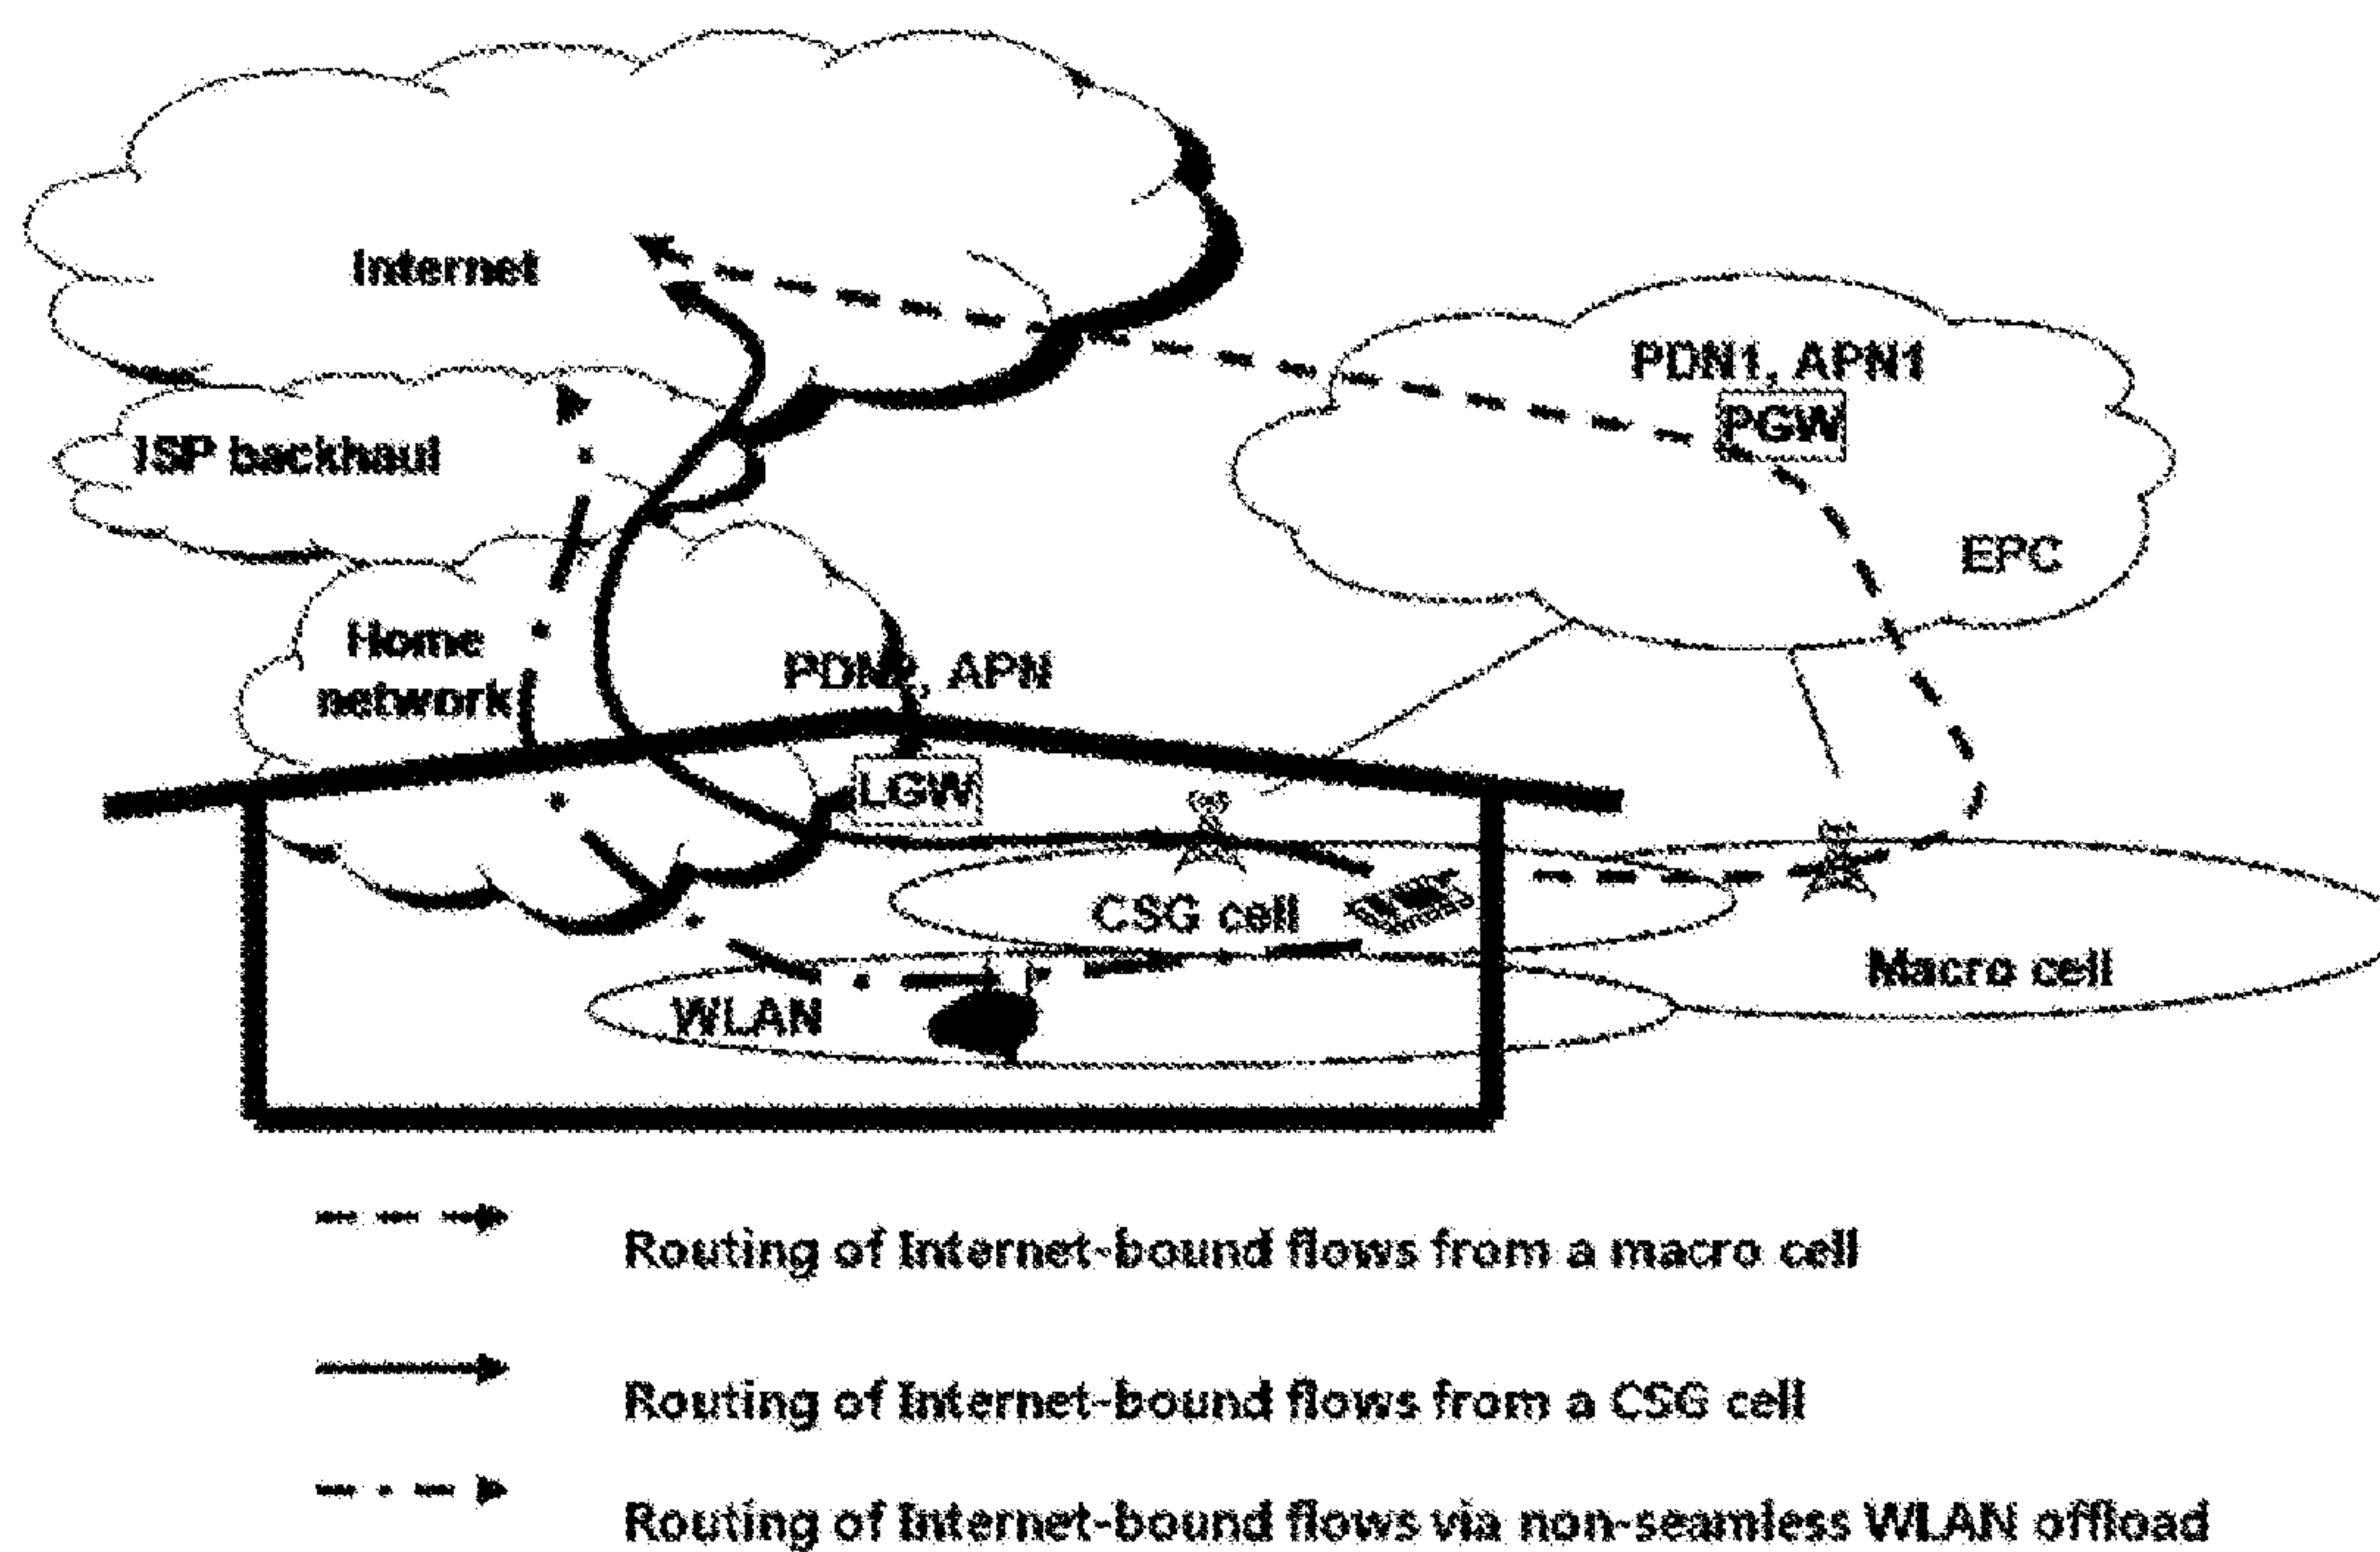 Internet
PDN1, APN1
PGW
ISP backhaul
EPC
Home
network
PDN2, APN
LGW
CSG cell
Macro cell
WLAN
Routing of Internet-bound flows from a macro cell
Routing of Internet-bound flows from a CSG cell
Routing of Internet-bound flows via non-seamless WLAN offload